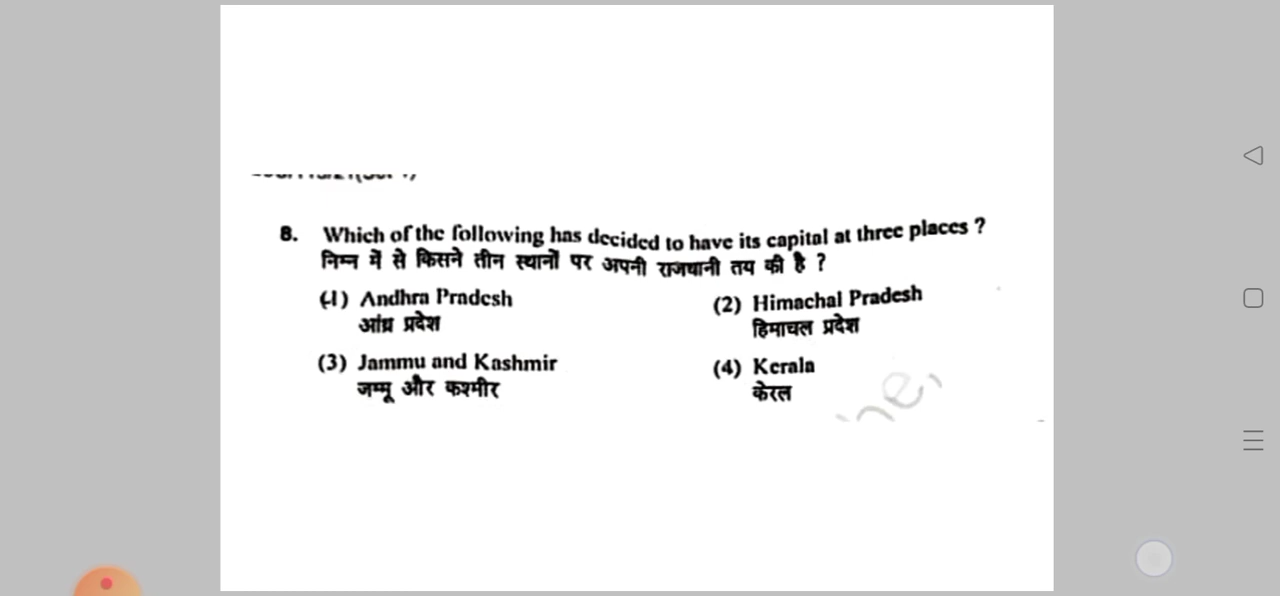 8. Which of the following has decided to have its capital at three places ?
निम्न में से किसने तीन स्थानों पर अपनी राजधानी तय की है ?
(1) Andhra Pradesh
आंध्र प्रदेश
(2) Himachal Pradesh
हिमाचल प्रदेश
(3) Jammu and Kashmir
जम्मू और कश्मीर
(4) Kerala
केरल